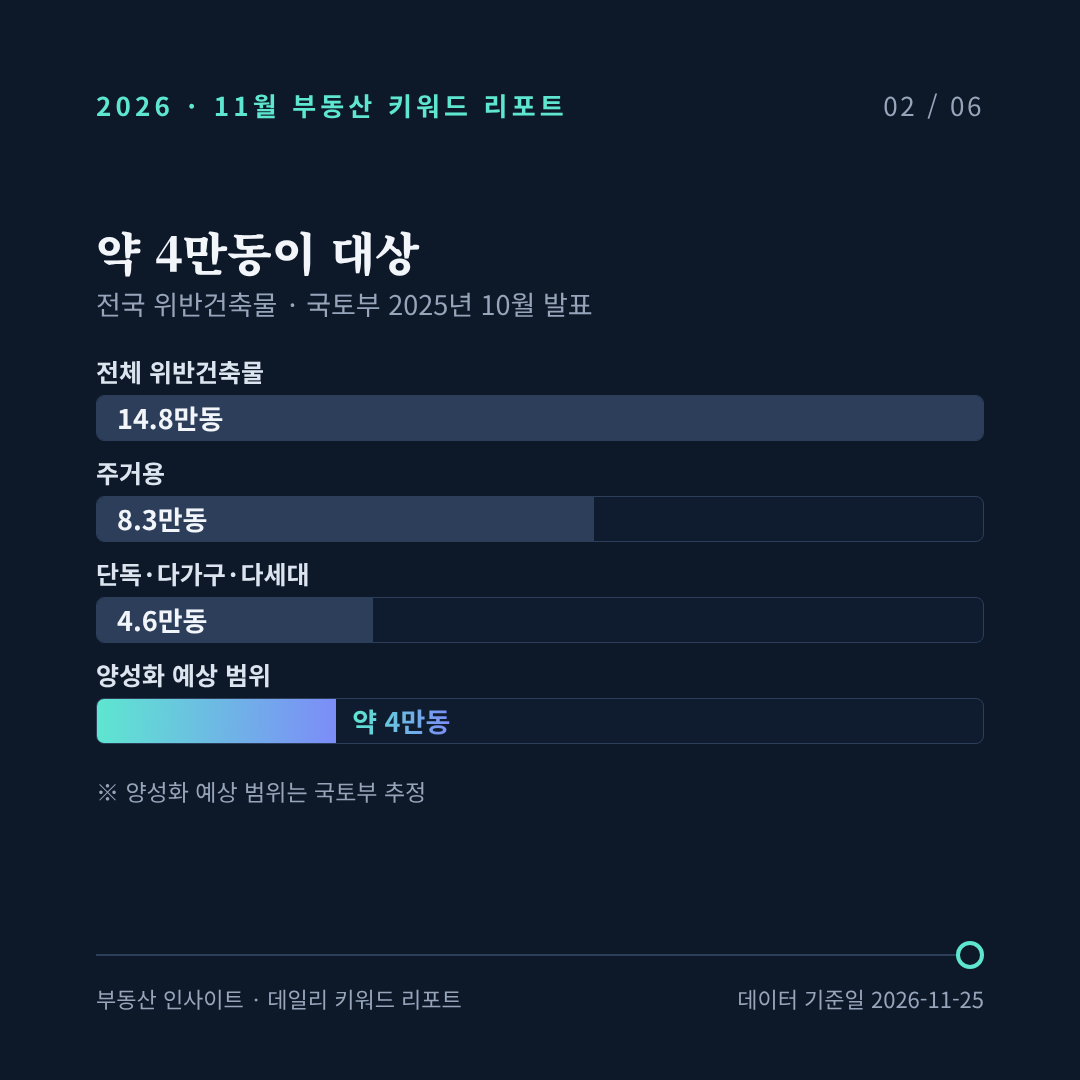 2026 · 11월 부동산 키워드 리포트
02 / 06
약 4만동이 대상
전국 위반건축물 · 국토부 2025년 10월 발표
전체 위반건축물
14.8만동
주거용
8.3만동
단독·다가구·다세대
4.6만동
양성화 예상 범위
약 4만동
※ 양성화 예상 범위는 국토부 추정
부동산 인사이트 · 데일리 키워드 리포트
데이터 기준일 2026-11-25